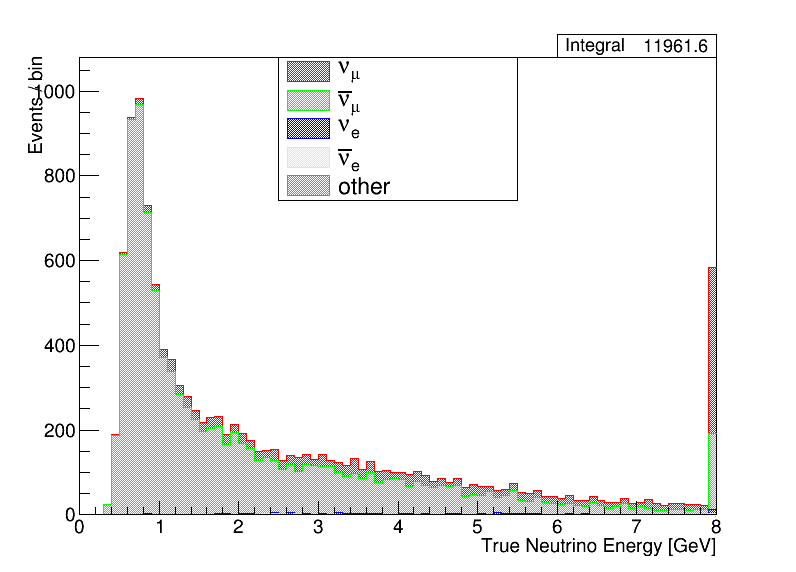 Integral 11961.6
Events / bin
ν_μ
ν̅_μ
ν_e
ν̅_e
other
1000
800
600
400
200
0
0 1 2 3 4 5 6 7 8
True Neutrino Energy [GeV]